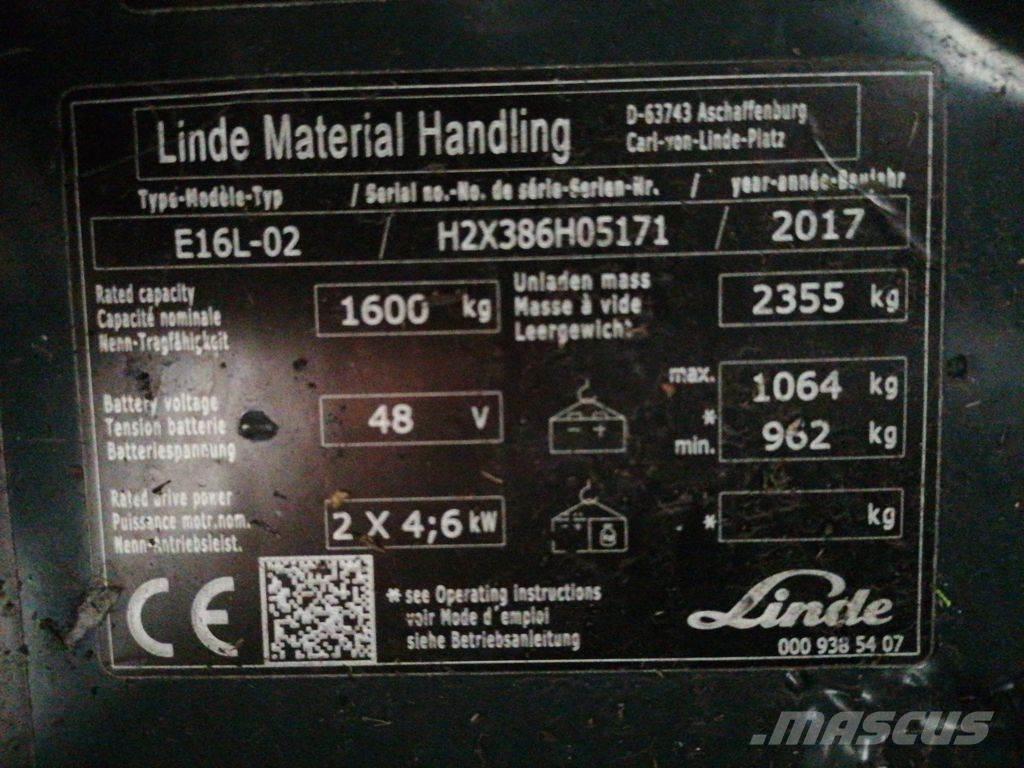 Linde Material Handling
D-63743 Aschaffenburg
Carl-von-Linde-Platz
Type-Modèle-Typ / Serial no.-No. de série-Serien-Nr. / year-année-Baujahr
E16L-02 / H2X386H05171 / 2017
Rated capacity
Capacité nominale
Nenn-Tragfähigkeit
1600 kg
Unladen mass
Masse à vide
Leergewicht
2355 kg
Battery voltage
Tension batterie
Batteriespannung
48 V
- +
max. 1064 kg
*
min. 962 kg
Rated drive power
Puissance motr.nom.
Nenn-Antriebsleist.
2 X 4;6 kW
* kg
CE
* see Operating instructions
voir Mode d'emploi
siehe Betriebsanleitung
Linde
000 938 54 07
.MASCUS